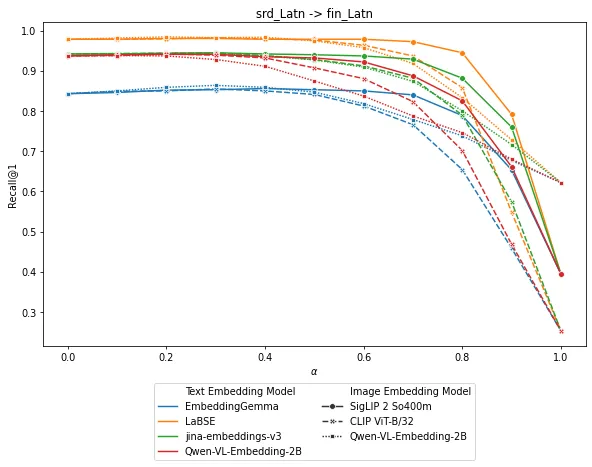 srd_Latn -> fin_Latn
Recall@1
1.0
0.9
0.8
0.7
0.6
0.5
0.4
0.3
0.0 0.2 0.4 0.6 0.8 1.0
α
Text Embedding Model Image Embedding Model
EmbeddingGemma SigLIP 2 So400m
LaBSE CLIP ViT-B/32
jina-embeddings-v3 Qwen-VL-Embedding-2B
Qwen-VL-Embedding-2B